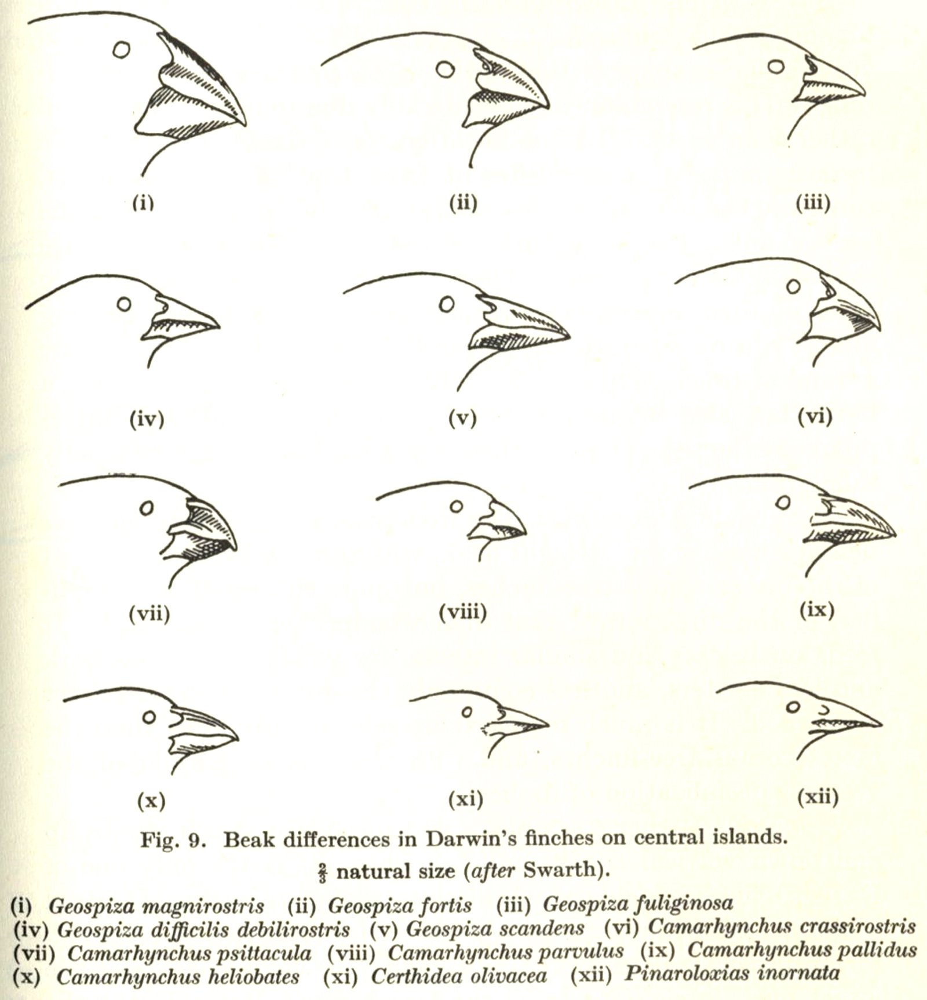 (i) (ii) (iii)
(iv) (v) (vi)
(vii) (viii) (ix)
(x) (xi) (xii)
Fig. 9. Beak differences in Darwin's finches on central islands.
⅔ natural size (after Swarth).
(i) Geospiza magnirostris (ii) Geospiza fortis (iii) Geospiza fuliginosa
(iv) Geospiza difficilis debilirostris (v) Geospiza scandens (vi) Camarhynchus crassirostris
(vii) Camarhynchus psittacula (viii) Camarhynchus parvulus (ix) Camarhynchus pallidus
(x) Camarhynchus heliobates (xi) Certhidea olivacea (xii) Pinaroloxias inornata